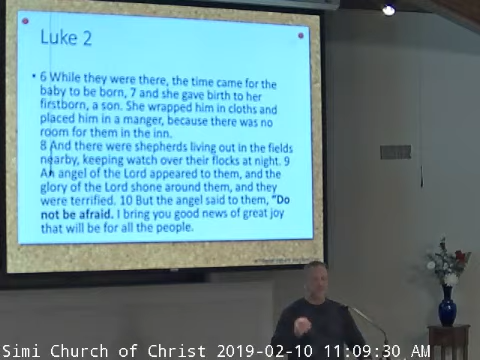 Luke 2
• 6 While they were there, the time came for the
baby to be born, 7 and she gave birth to her
firstborn, a son. She wrapped him in cloths and
placed him in a manger, because there was no
room for them in the inn.
8 And there were shepherds living out in the fields
nearby, keeping watch over their flocks at night. 9
An angel of the Lord appeared to them, and the
glory of the Lord shone around them, and they
were terrified. 10 But the angel said to them, “Do
not be afraid. I bring you good news of great joy
that will be for all the people.
Simi Church of Christ 2019-02-10 11:09:30 AM